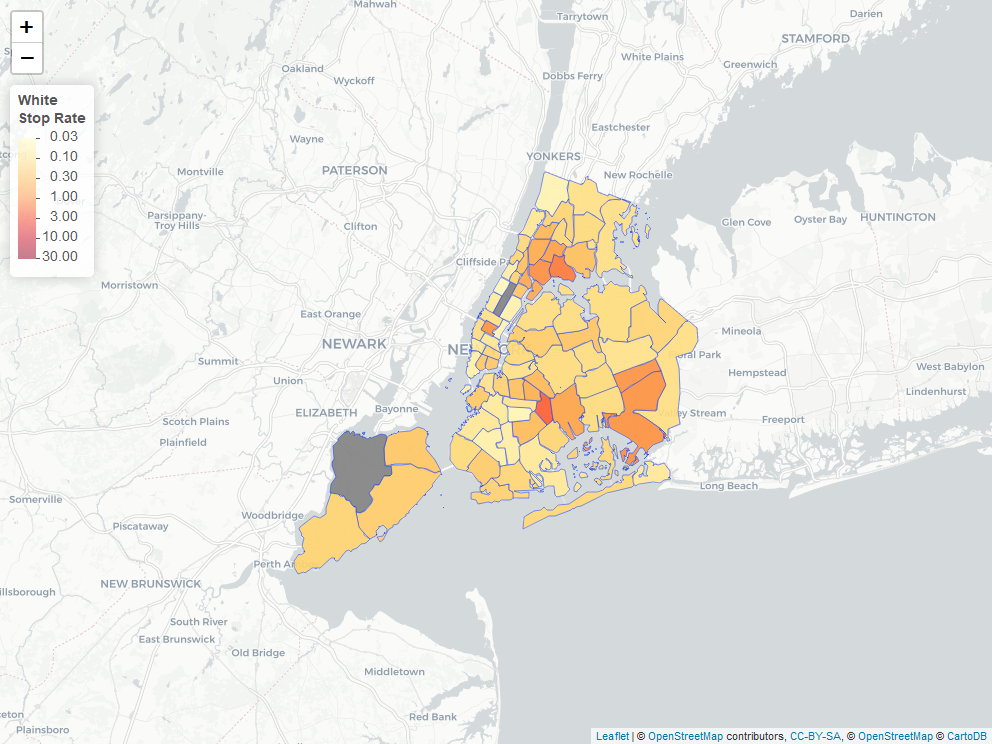 +
−
White
Stop Rate
0.03
0.10
0.30
1.00
3.00
10.00
30.00
Mahwah
Tarrytown
Darien
STAMFORD
White Plains
Greenwich
Oakland
Wyckoff
Dobbs Ferry
Eastchester
Wayne
YONKERS
PATERSON
Montville
New Rochelle
Parsippany-
Troy Hills
Clifton
Glen Cove
Oyster Bay
HUNTINGTON
Cliffside Pa
Morristown
East Orange
Mineola
NEWARK
NE
Floral Park
Summit
Hempstead
West Babylon
Union
Lindenhurst
ELIZABETH
Bayonne
Valley Stream
Freeport
Scotch Plains
Plainfield
Somerville
Long Beach
Woodbridge
Piscataway
Perth A
NEW BRUNSWICK
illsborough
South River
East Brunswick
Old Bridge
Middletown
Red Bank
ceton
Plainsboro
Leaflet | © OpenStreetMap contributors, CC-BY-SA, © OpenStreetMap © CartoDB